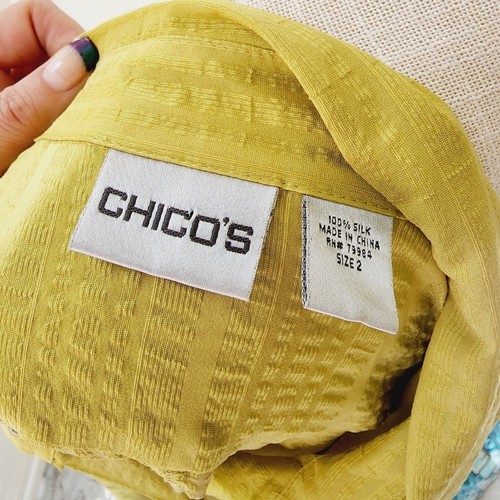 CHICO'S
100% SILK
MADE IN CHINA
RN# 79984
SIZE 2